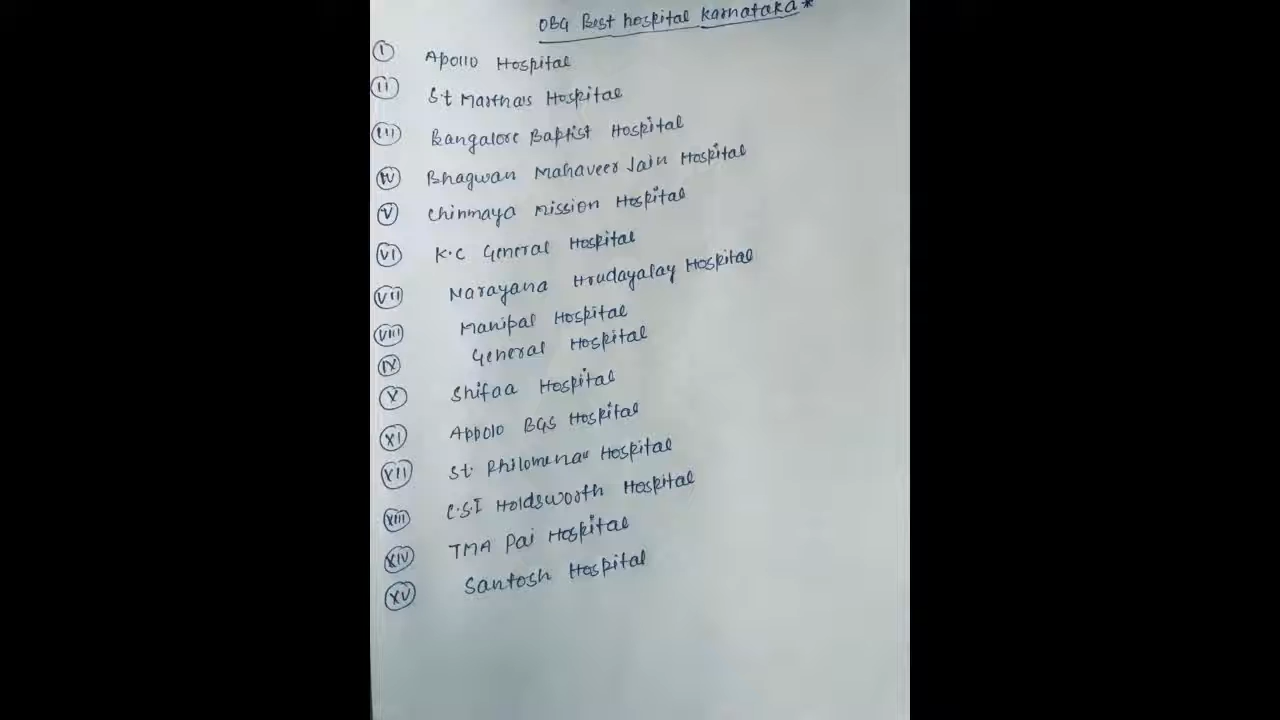 OBG Best hospital Karnataka*
I Apollo Hospital
II St Martha's Hospital
III Bangalore Baptist Hospital
IV Bhagwan Mahaveer Jain Hospital
V Chinmaya Mission Hospital
VI K.C General Hospital
VII Narayana Hrudayalay Hospital
VIII Manipal Hospital
IX General Hospital
X Shifaa Hospital
XI Appolo BGS Hospital
XII St. Philomena" Hospital
XIII C.S.I Holdsworth Hospital
XIV TMA Pai Hospital
XV Santosh Hospital